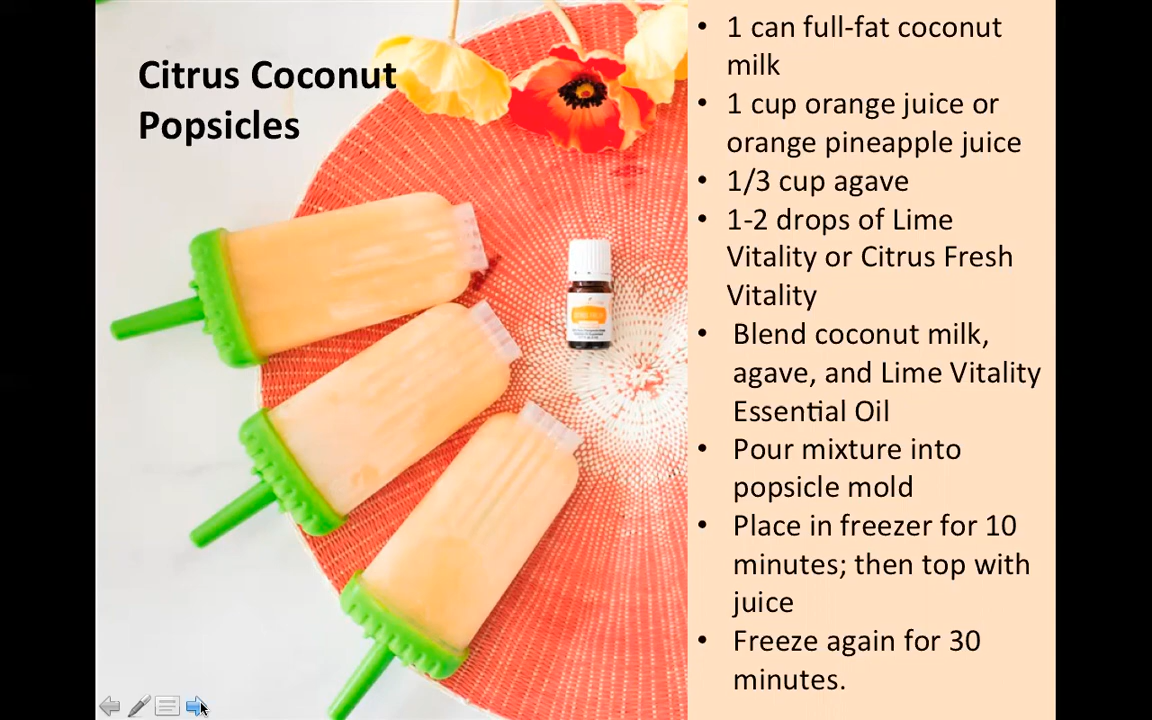 Citrus Coconut
Popsicles
• 1 can full-fat coconut
milk
• 1 cup orange juice or
orange pineapple juice
• 1/3 cup agave
• 1-2 drops of Lime
Vitality or Citrus Fresh
Vitality
• Blend coconut milk,
agave, and Lime Vitality
Essential Oil
• Pour mixture into
popsicle mold
• Place in freezer for 10
minutes; then top with
juice
• Freeze again for 30
minutes.